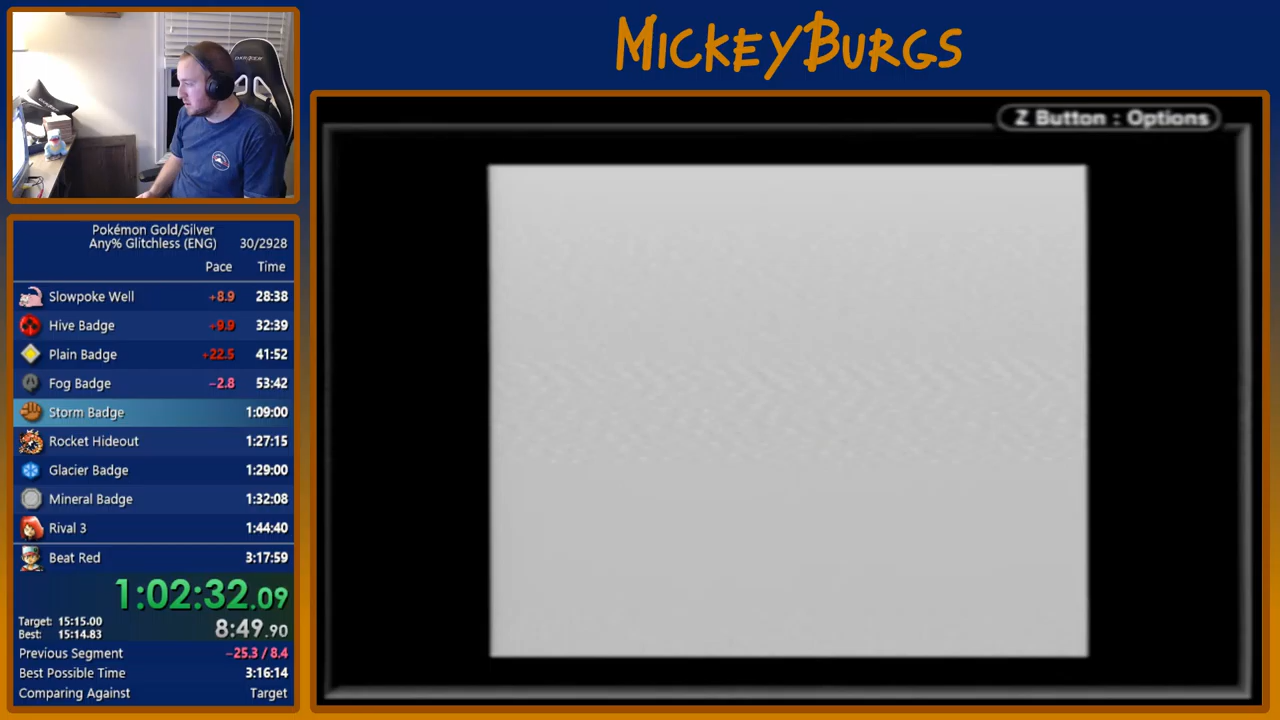 MickeyBurgs
Z Button : Options
Pokémon Gold/Silver
Any% Glitchless (ENG) 30/2928
Pace Time
Slowpoke Well +8.9 28:38
Hive Badge +9.9 32:39
Plain Badge +22.5 41:52
Fog Badge −2.8 53:42
Storm Badge 1:09:00
Rocket Hideout 1:27:15
Glacier Badge 1:29:00
Mineral Badge 1:32:08
Rival 3 1:44:40
Beat Red 3:17:59
1:02:32.09
Target: 15:15.00
Best: 15:14.83
8:49.90
Previous Segment −25.3 / 8.4
Best Possible Time 3:16:14
Comparing Against Target